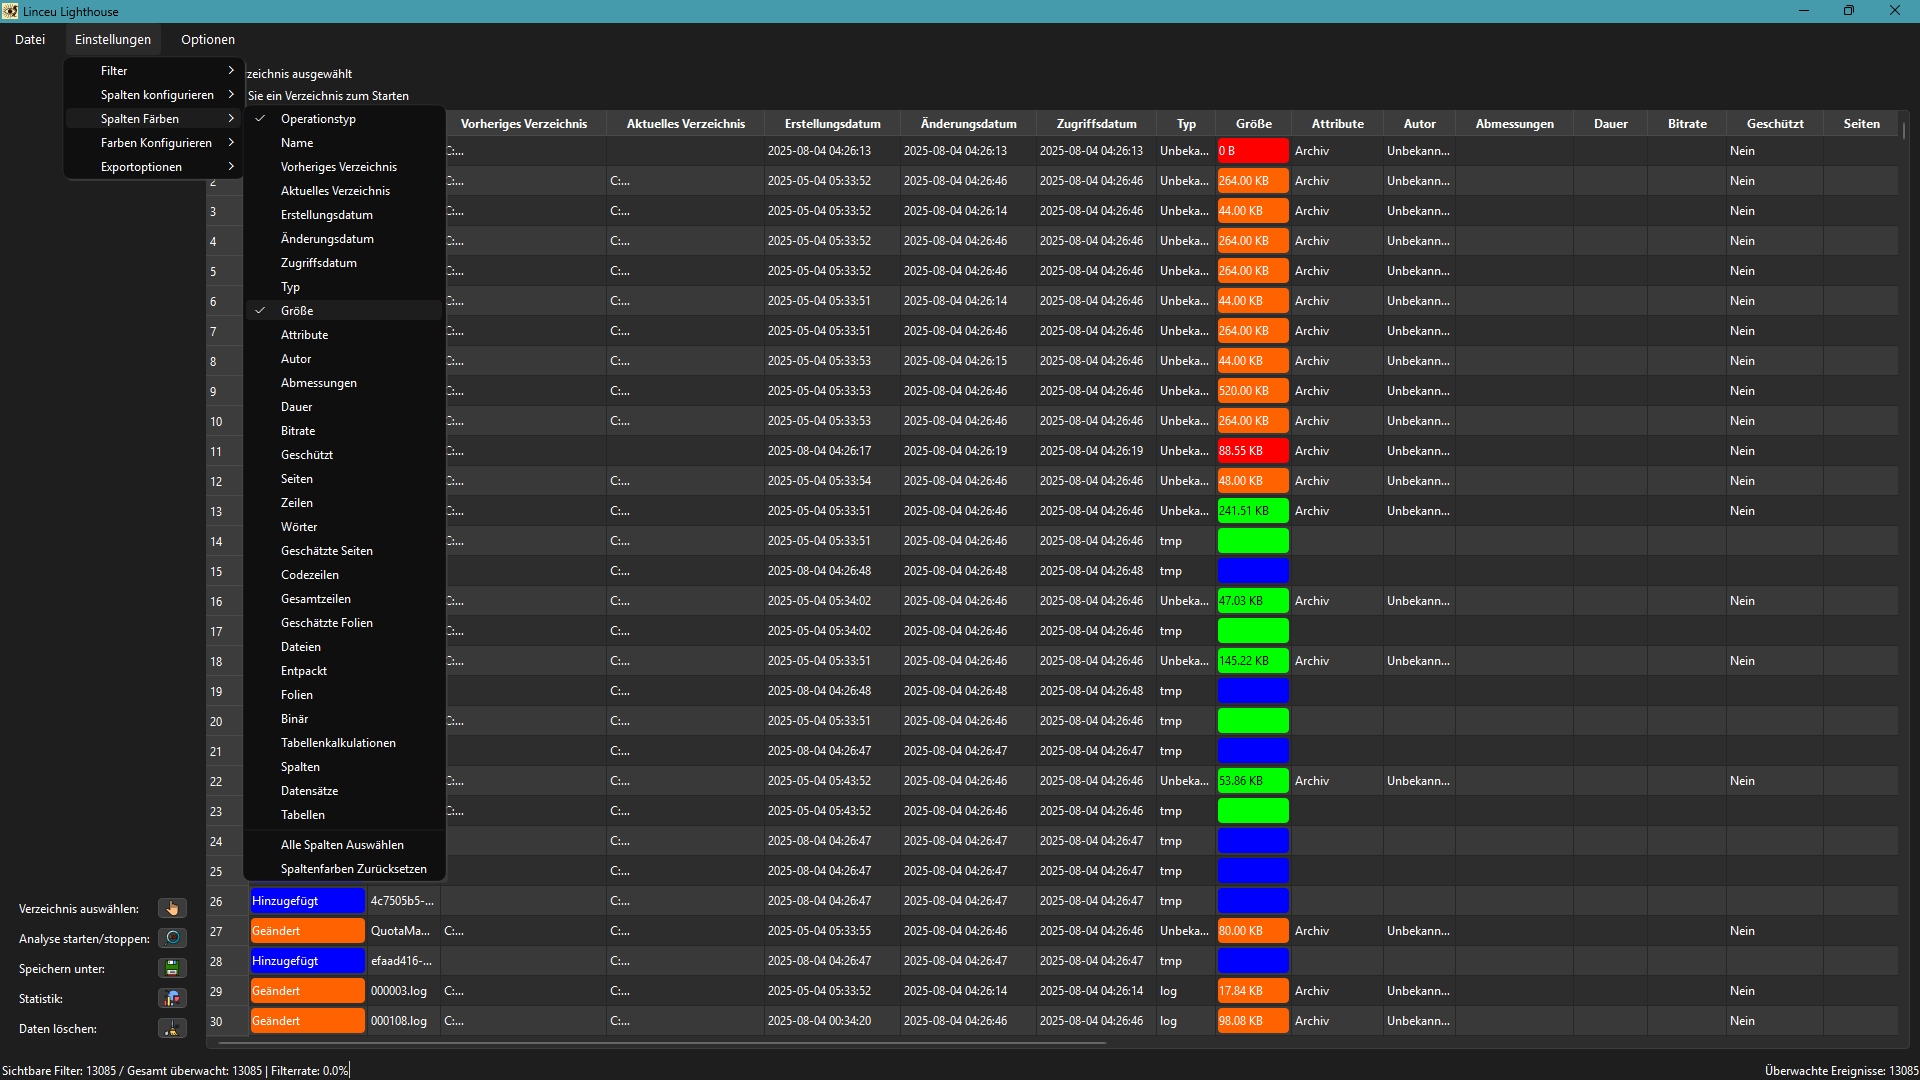 Linceu Lighthouse
Datei Einstellungen Optionen
Filter
Spalten konfigurieren
Spalten Färben
Farben Konfigurieren
Exportoptionen
zeichnis ausgewählt
Sie ein Verzeichnis zum Starten
Operationstyp
Name
Vorheriges Verzeichnis
Aktuelles Verzeichnis
Erstellungsdatum
Änderungsdatum
Zugriffsdatum
Typ
Größe
Attribute
Autor
Abmessungen
Dauer
Bitrate
Geschützt
Seiten
Zeilen
Wörter
Geschätzte Seiten
Codezeilen
Gesamtzeilen
Geschätzte Folien
Dateien
Entpackt
Folien
Binär
Tabellenkalkulationen
Spalten
Datensätze
Tabellen
Alle Spalten Auswählen
Spaltenfarben Zurücksetzen
Vorheriges Verzeichnis Aktuelles Verzeichnis Erstellungsdatum Änderungsdatum Zugriffsdatum Typ Größe Attribute Autor Abmessungen Dauer Bitrate Geschützt Seiten
C:... 2025-08-04 04:26:13 2025-08-04 04:26:13 2025-08-04 04:26:13 Unbeka... 0 B Archiv Unbekann... Nein
2 C:... C:... 2025-05-04 05:33:52 2025-08-04 04:26:46 2025-08-04 04:26:46 Unbeka... 264.00 KB Archiv Unbekann... Nein
3 C:... C:... 2025-05-04 05:33:52 2025-08-04 04:26:14 2025-08-04 04:26:46 Unbeka... 44.00 KB Archiv Unbekann... Nein
4 C:... C:... 2025-05-04 05:33:52 2025-08-04 04:26:46 2025-08-04 04:26:46 Unbeka... 264.00 KB Archiv Unbekann... Nein
5 C:... C:... 2025-05-04 05:33:52 2025-08-04 04:26:46 2025-08-04 04:26:46 Unbeka... 264.00 KB Archiv Unbekann... Nein
6 C:... C:... 2025-05-04 05:33:51 2025-08-04 04:26:14 2025-08-04 04:26:46 Unbeka... 44.00 KB Archiv Unbekann... Nein
7 C:... C:... 2025-05-04 05:33:51 2025-08-04 04:26:46 2025-08-04 04:26:46 Unbeka... 264.00 KB Archiv Unbekann... Nein
8 C:... C:... 2025-05-04 05:33:53 2025-08-04 04:26:15 2025-08-04 04:26:46 Unbeka... 44.00 KB Archiv Unbekann... Nein
9 C:... C:... 2025-05-04 05:33:53 2025-08-04 04:26:46 2025-08-04 04:26:46 Unbeka... 520.00 KB Archiv Unbekann... Nein
10 C:... C:... 2025-05-04 05:33:53 2025-08-04 04:26:46 2025-08-04 04:26:46 Unbeka... 264.00 KB Archiv Unbekann... Nein
11 C:... 2025-08-04 04:26:17 2025-08-04 04:26:19 2025-08-04 04:26:19 Unbeka... 88.55 KB Archiv Unbekann... Nein
12 C:... C:... 2025-05-04 05:33:54 2025-08-04 04:26:46 2025-08-04 04:26:46 Unbeka... 48.00 KB Archiv Unbekann... Nein
13 C:... C:... 2025-05-04 05:33:51 2025-08-04 04:26:46 2025-08-04 04:26:46 Unbeka... 241.51 KB Archiv Unbekann... Nein
14 C:... C:... 2025-05-04 05:33:51 2025-08-04 04:26:46 2025-08-04 04:26:46 tmp
15 C:... 2025-08-04 04:26:48 2025-08-04 04:26:48 2025-08-04 04:26:48 tmp
16 C:... C:... 2025-05-04 05:34:02 2025-08-04 04:26:46 2025-08-04 04:26:46 Unbeka... 47.03 KB Archiv Unbekann... Nein
17 C:... C:... 2025-05-04 05:34:02 2025-08-04 04:26:46 2025-08-04 04:26:46 tmp
18 C:... C:... 2025-05-04 05:33:51 2025-08-04 04:26:46 2025-08-04 04:26:46 Unbeka... 145.22 KB Archiv Unbekann... Nein
19 C:... 2025-08-04 04:26:48 2025-08-04 04:26:48 2025-08-04 04:26:48 tmp
20 C:... C:... 2025-05-04 05:33:51 2025-08-04 04:26:46 2025-08-04 04:26:46 tmp
21 C:... 2025-08-04 04:26:47 2025-08-04 04:26:47 2025-08-04 04:26:47 tmp
22 C:... C:... 2025-05-04 05:43:52 2025-08-04 04:26:46 2025-08-04 04:26:46 Unbeka... 53.86 KB Archiv Unbekann... Nein
23 C:... C:... 2025-05-04 05:43:52 2025-08-04 04:26:46 2025-08-04 04:26:46 tmp
24 C:... 2025-08-04 04:26:47 2025-08-04 04:26:47 2025-08-04 04:26:47 tmp
25 C:... 2025-08-04 04:26:47 2025-08-04 04:26:47 2025-08-04 04:26:47 tmp
26 Hinzugefügt 4c7505b5-... C:... 2025-08-04 04:26:47 2025-08-04 04:26:47 2025-08-04 04:26:47 tmp
27 Geändert QuotaMa... C:... C:... 2025-05-04 05:33:55 2025-08-04 04:26:46 2025-08-04 04:26:46 Unbeka... 80.00 KB Archiv Unbekann... Nein
28 Hinzugefügt efaad416-... C:... 2025-08-04 04:26:47 2025-08-04 04:26:47 2025-08-04 04:26:47 tmp
29 Geändert 000003.log C:... C:... 2025-05-04 05:33:52 2025-08-04 04:26:14 2025-08-04 04:26:14 log 17.84 KB Archiv Unbekann... Nein
30 Geändert 000108.log C:... C:... 2025-08-04 00:34:20 2025-08-04 04:26:46 2025-08-04 04:26:46 log 98.08 KB Archiv Unbekann... Nein
Verzeichnis auswählen:
Analyse starten/stoppen:
Speichern unter:
Statistik:
Daten löschen:
Sichtbare Filter: 13085 / Gesamt überwacht: 13085 | Filterrate: 0.0%
Überwachte Ereignisse: 13085